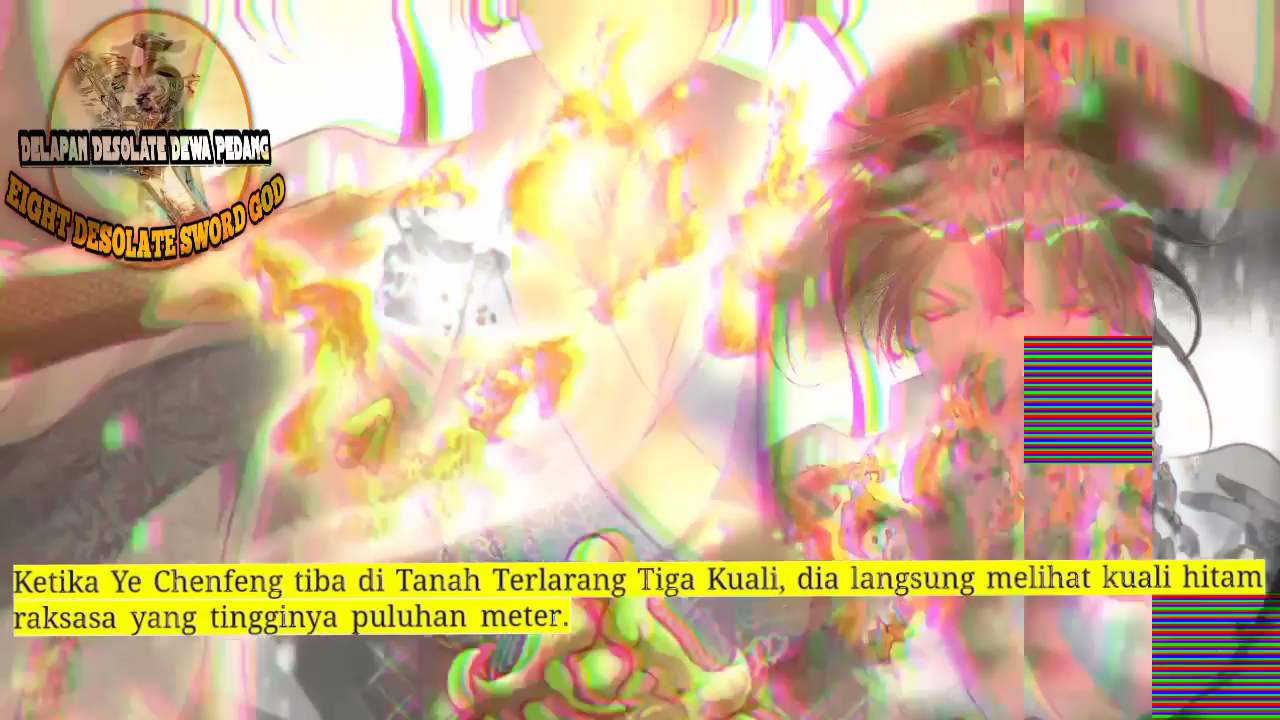 DELAPAN DESOLATE DEWA PEDANG
EIGHT DESOLATE SWORD GOD
Ketika Ye Chenfeng tiba di Tanah Terlarang Tiga Kuali, dia langsung melihat kuali hitam
raksasa yang tingginya puluhan meter.